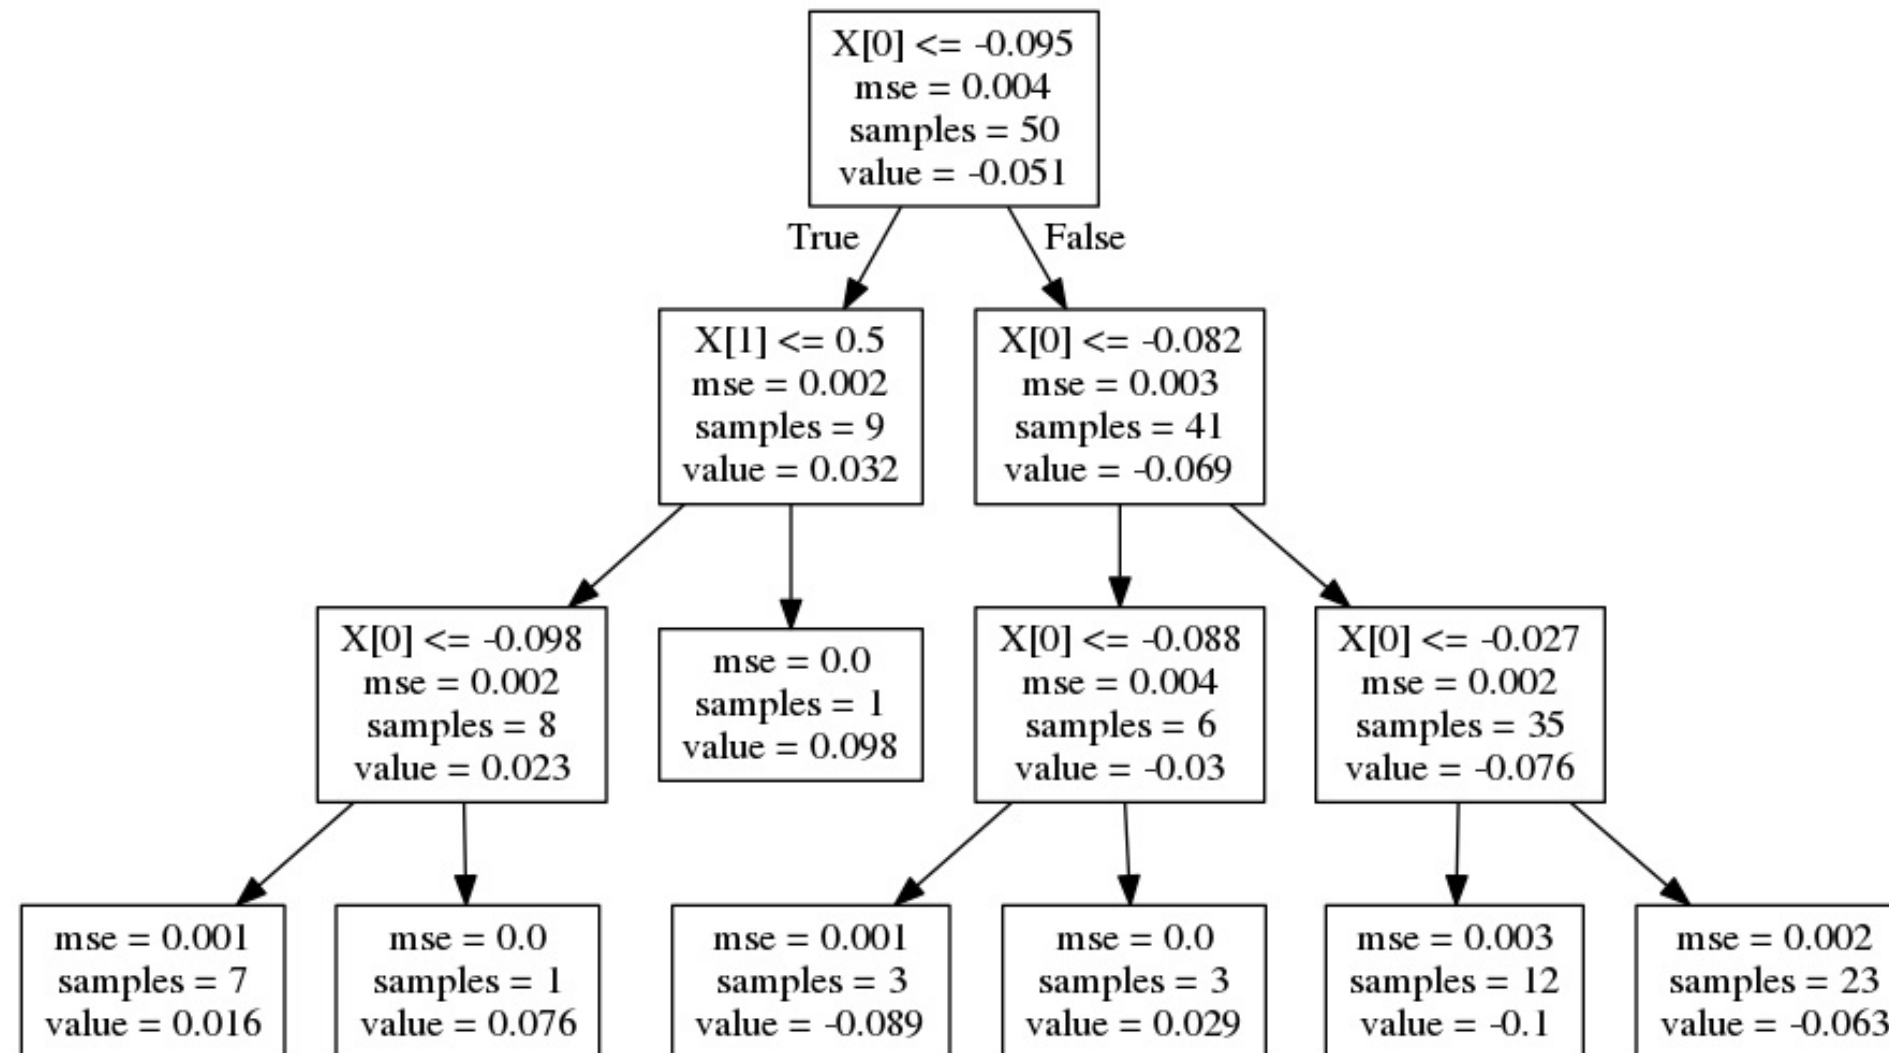 X[0] <= -0.095
mse = 0.004
samples = 50
value = -0.051
True
False
X[1] <= 0.5
mse = 0.002
samples = 9
value = 0.032
X[0] <= -0.082
mse = 0.003
samples = 41
value = -0.069
X[0] <= -0.098
mse = 0.002
samples = 8
value = 0.023
mse = 0.0
samples = 1
value = 0.098
X[0] <= -0.088
mse = 0.004
samples = 6
value = -0.03
X[0] <= -0.027
mse = 0.002
samples = 35
value = -0.076
mse = 0.001
samples = 7
value = 0.016
mse = 0.0
samples = 1
value = 0.076
mse = 0.001
samples = 3
value = -0.089
mse = 0.0
samples = 3
value = 0.029
mse = 0.003
samples = 12
value = -0.1
mse = 0.002
samples = 23
value = -0.063